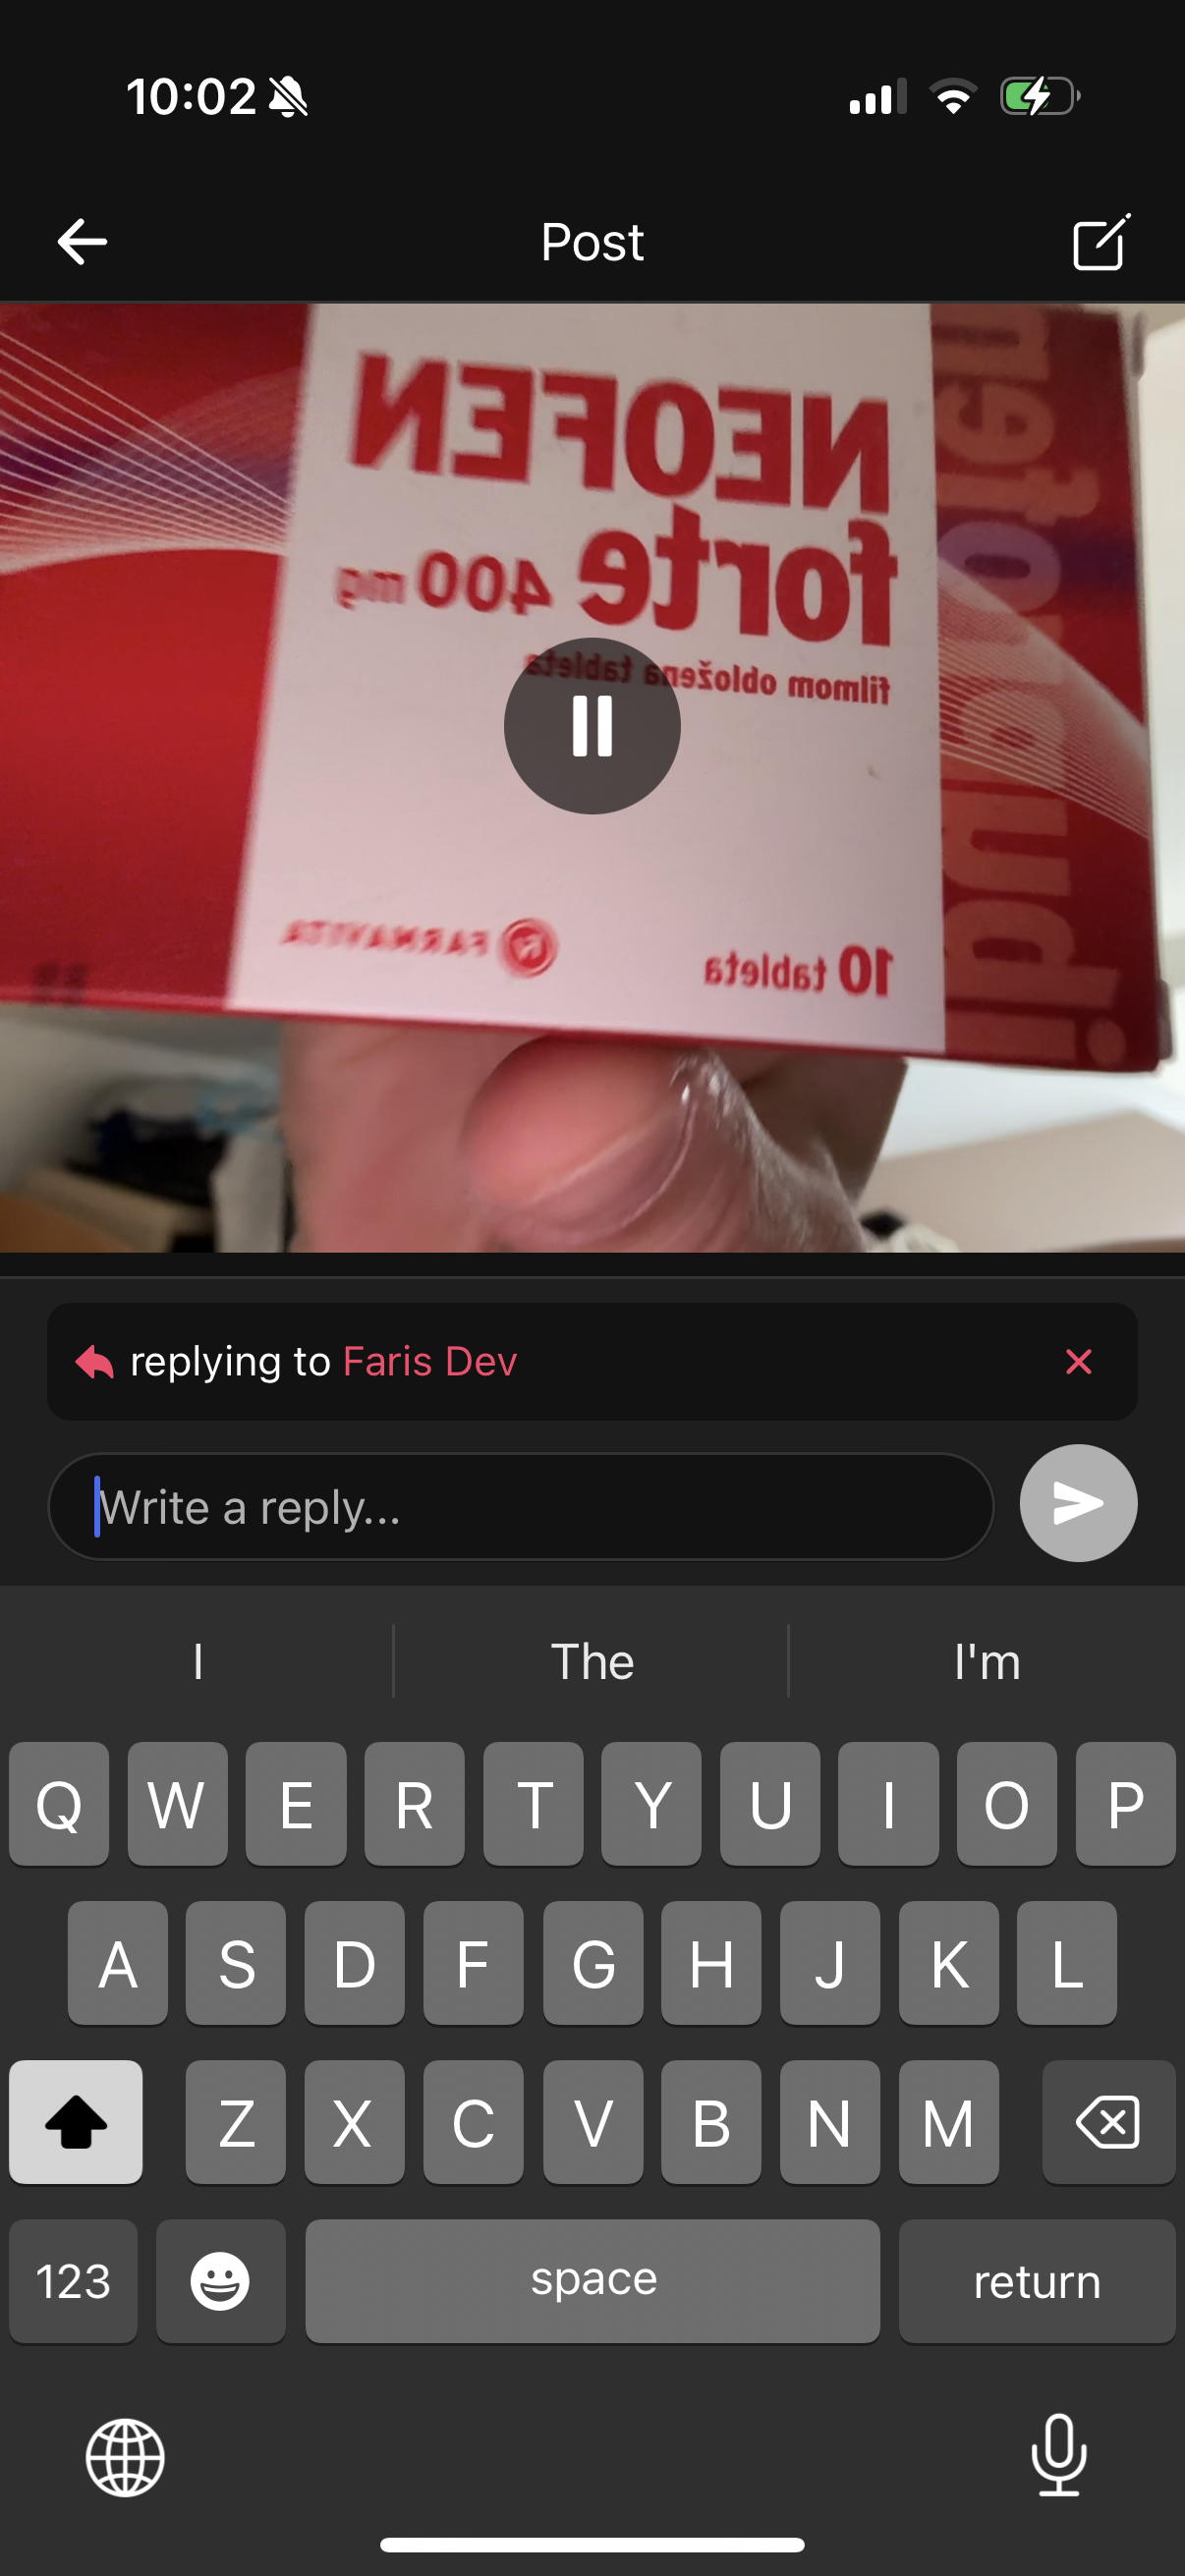 10:02
Post
NEOFEN
forte 400 mg
filmom obložena tableta
10 tableta
FARMAVITA
ibuprofen
replying to Faris Dev
Write a reply...
I The I'm
Q W E R T Y U I O P
A S D F G H J K L
Z X C V B N M
123 space return